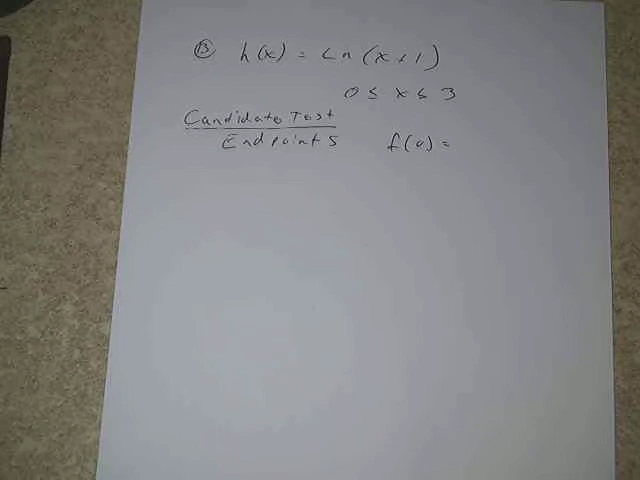 ⑬ h(x) = Ln (x+1)
0 ≤ x ≤ 3
Candidate Test
Endpoints f(0) =